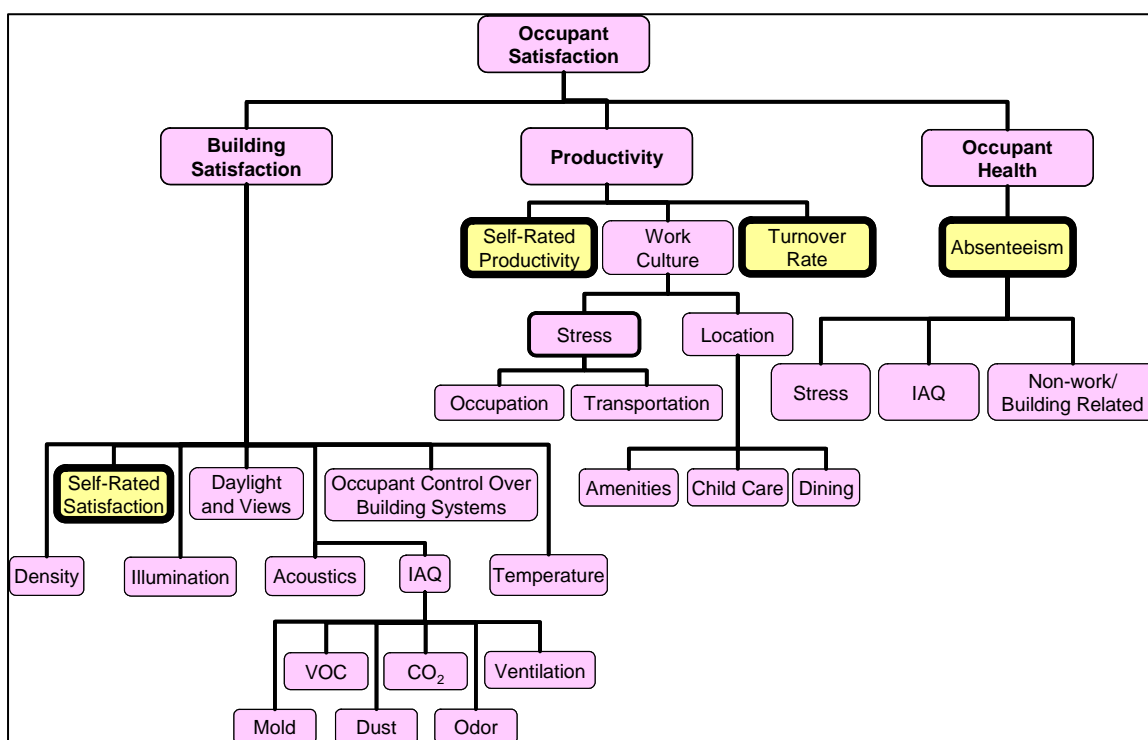 Occupant
Satisfaction
Building
Satisfaction
Productivity
Occupant
Health
Self-Rated
Productivity
Work
Culture
Turnover
Rate
Absenteeism
Stress
Location
Stress
IAQ
Non-work/
Building Related
Occupation
Transportation
Self-Rated
Satisfaction
Daylight
and Views
Occupant Control Over
Building Systems
Amenities
Child Care
Dining
Density
Illumination
Acoustics
IAQ
Temperature
VOC
CO₂
Ventilation
Mold
Dust
Odor